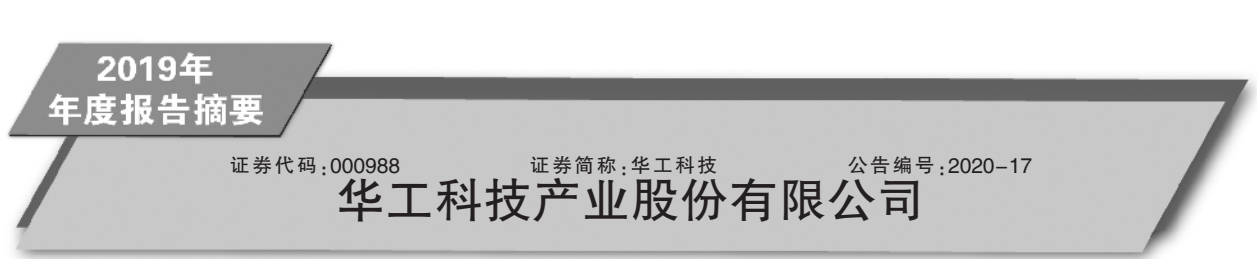 2019年
年度报告摘要
证券代码:000988 证券简称:华工科技 公告编号:2020-17
华工科技产业股份有限公司